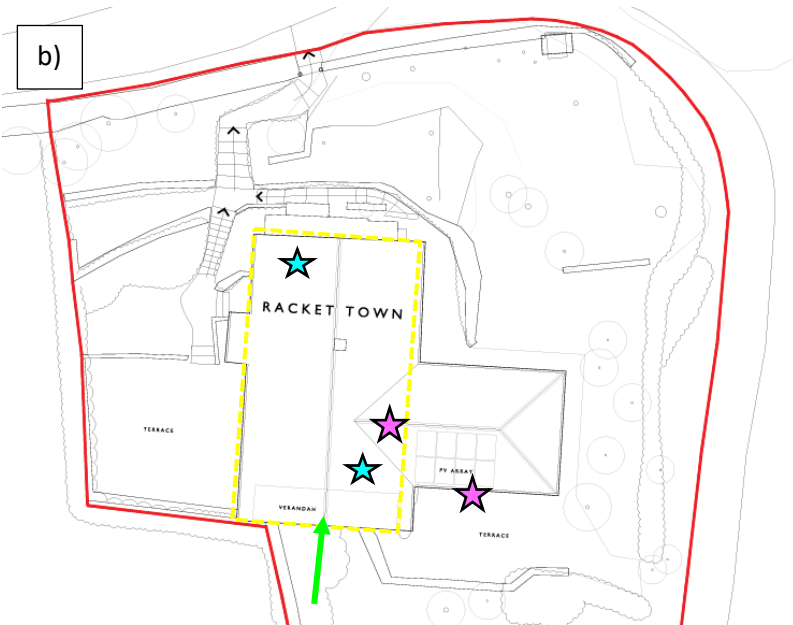 b)
RACKET TOWN
TERRACE
PV ARRAY
VERANDAH
TERRACE